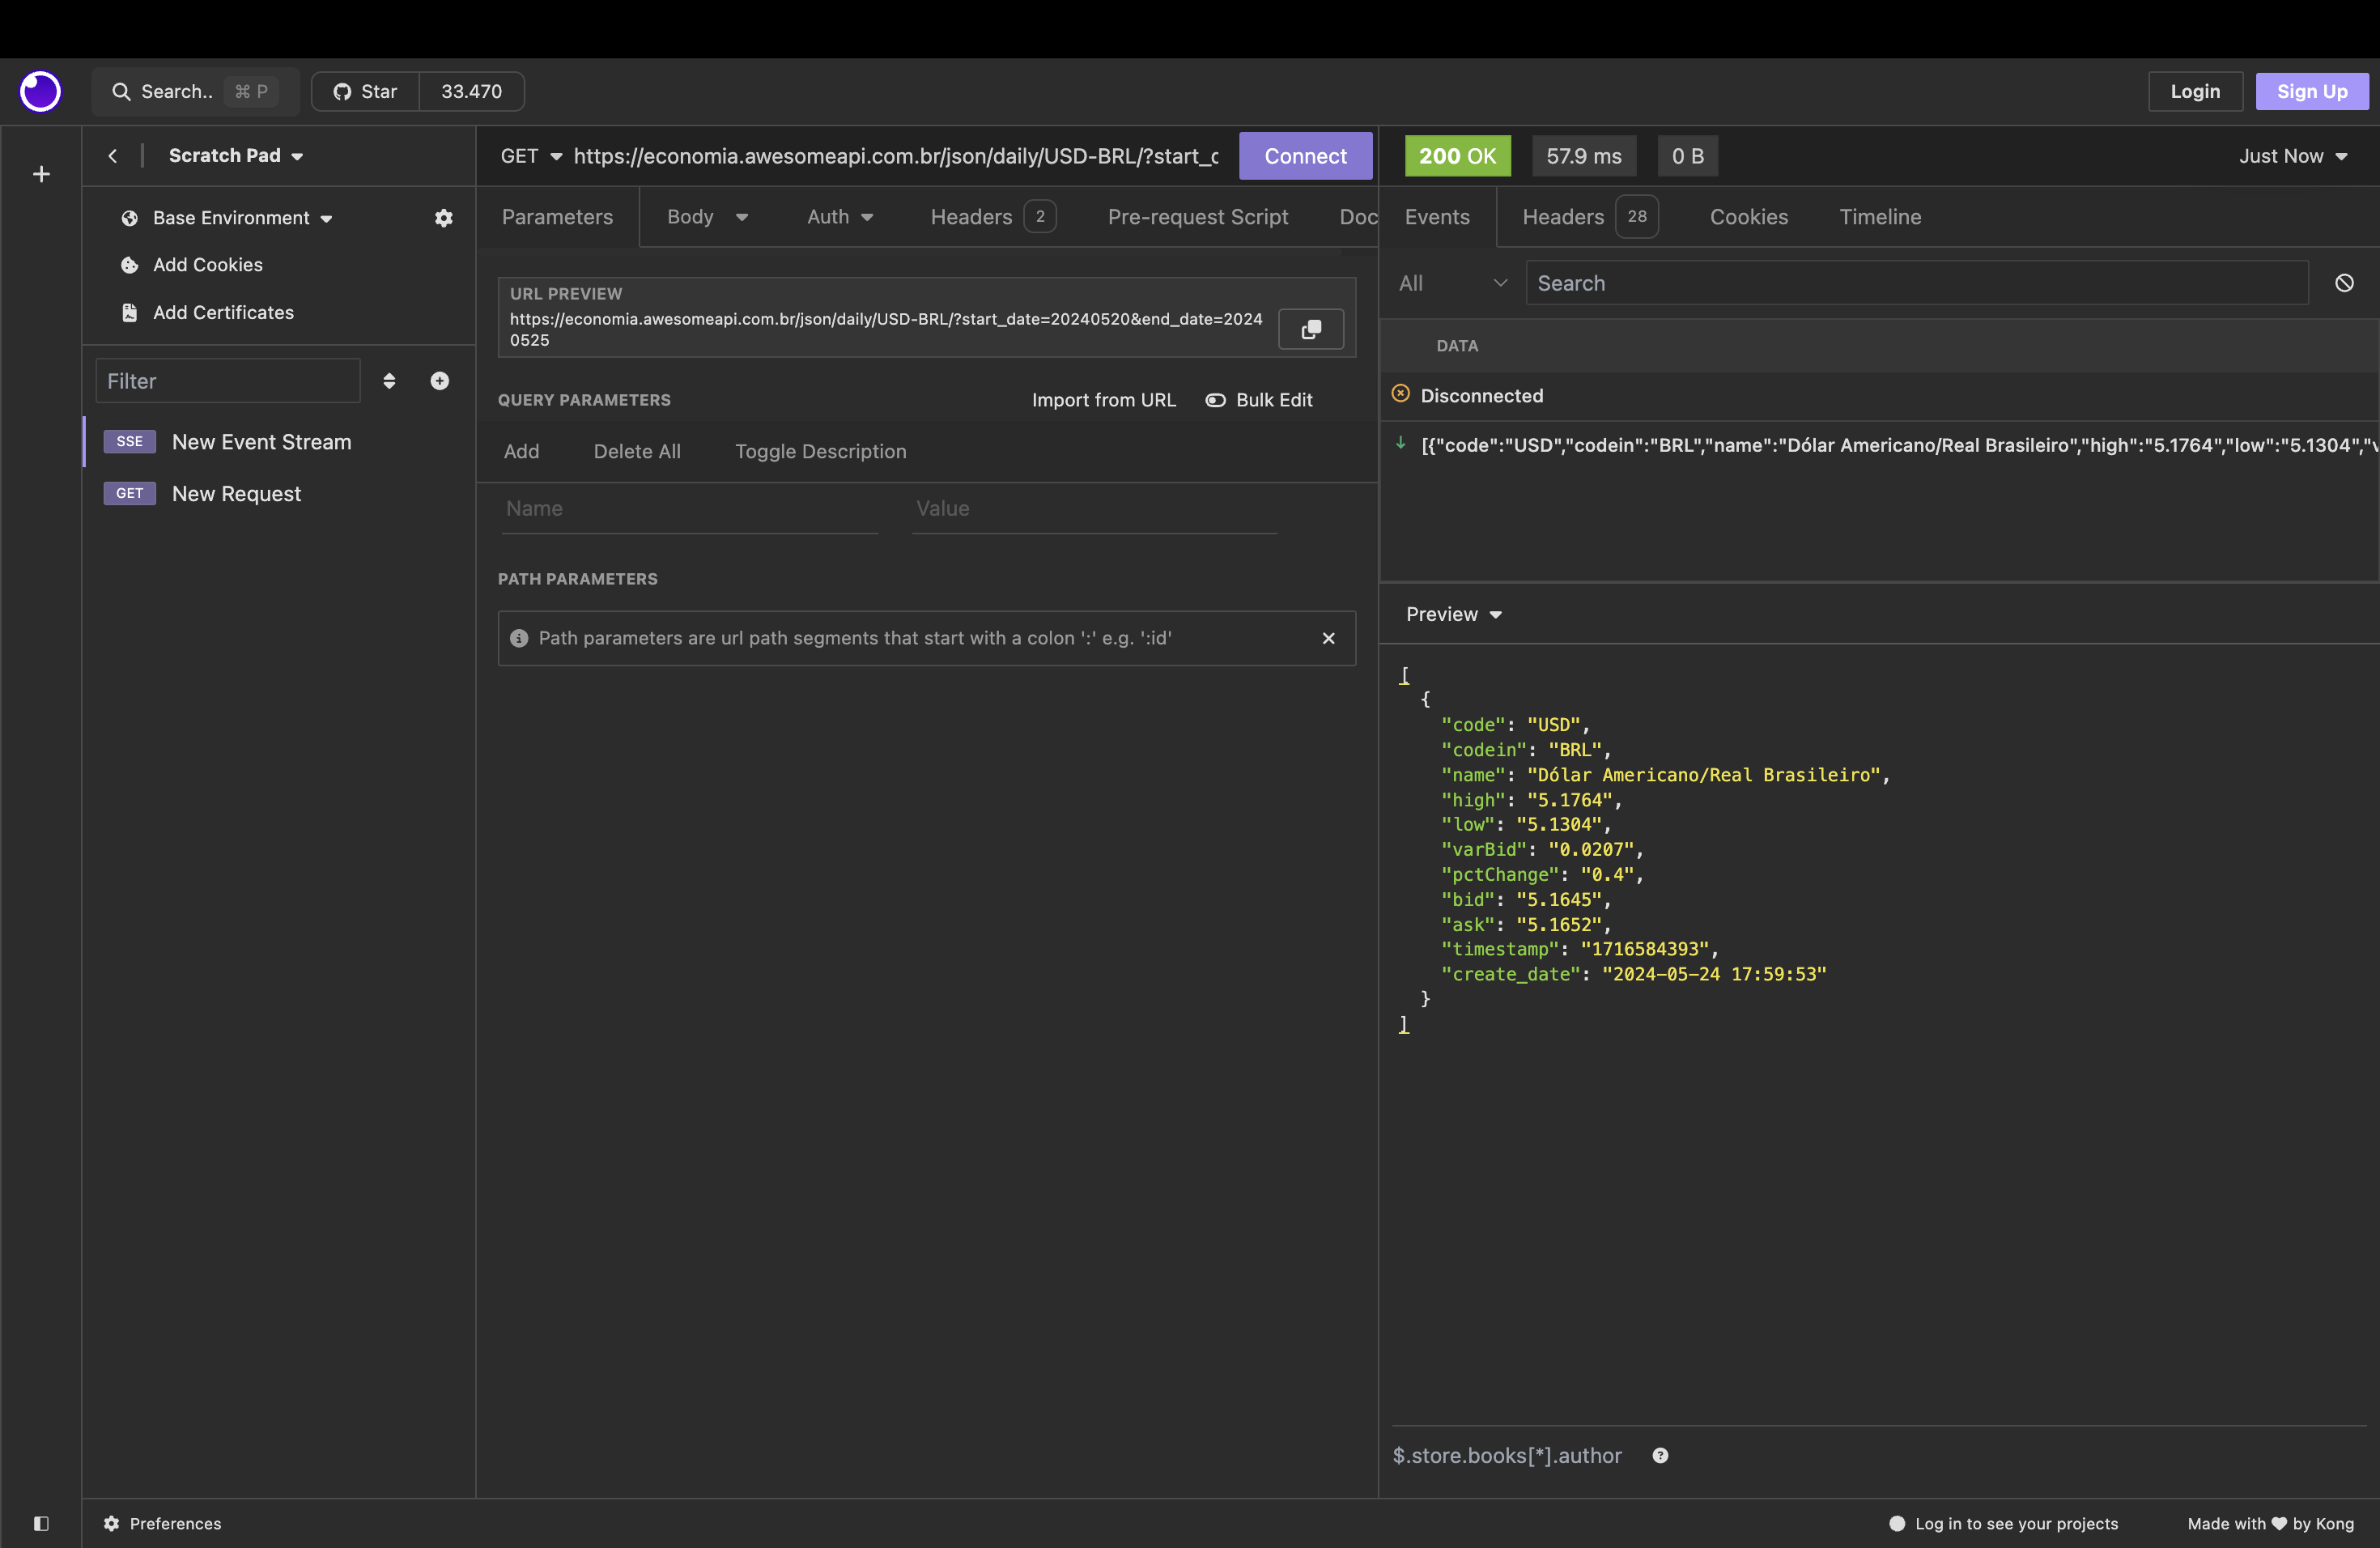 Search.. ⌘ P
Star 33.470
Login
Sign Up
Scratch Pad
Base Environment
Add Cookies
Add Certificates
Filter
SSE New Event Stream
GET New Request
GET https://economia.awesomeapi.com.br/json/daily/USD-BRL/?start_c
Connect
Parameters Body Auth Headers 2 Pre-request Script Doc
URL PREVIEW
https://economia.awesomeapi.com.br/json/daily/USD-BRL/?start_date=20240520&end_date=2024
0525
QUERY PARAMETERS Import from URL Bulk Edit
Add Delete All Toggle Description
Name Value
PATH PARAMETERS
Path parameters are url path segments that start with a colon ':' e.g. ':id'
200 OK 57.9 ms 0 B Just Now
Events Headers 28 Cookies Timeline
All Search
DATA
Disconnected
[{"code":"USD","codein":"BRL","name":"Dólar Americano/Real Brasileiro","high":"5.1764","low":"5.1304","v
Preview
[
{
"code": "USD",
"codein": "BRL",
"name": "Dólar Americano/Real Brasileiro",
"high": "5.1764",
"low": "5.1304",
"varBid": "0.0207",
"pctChange": "0.4",
"bid": "5.1645",
"ask": "5.1652",
"timestamp": "1716584393",
"create_date": "2024-05-24 17:59:53"
}
]
$.store.books[*].author
Preferences
Log in to see your projects
Made with ♥ by Kong